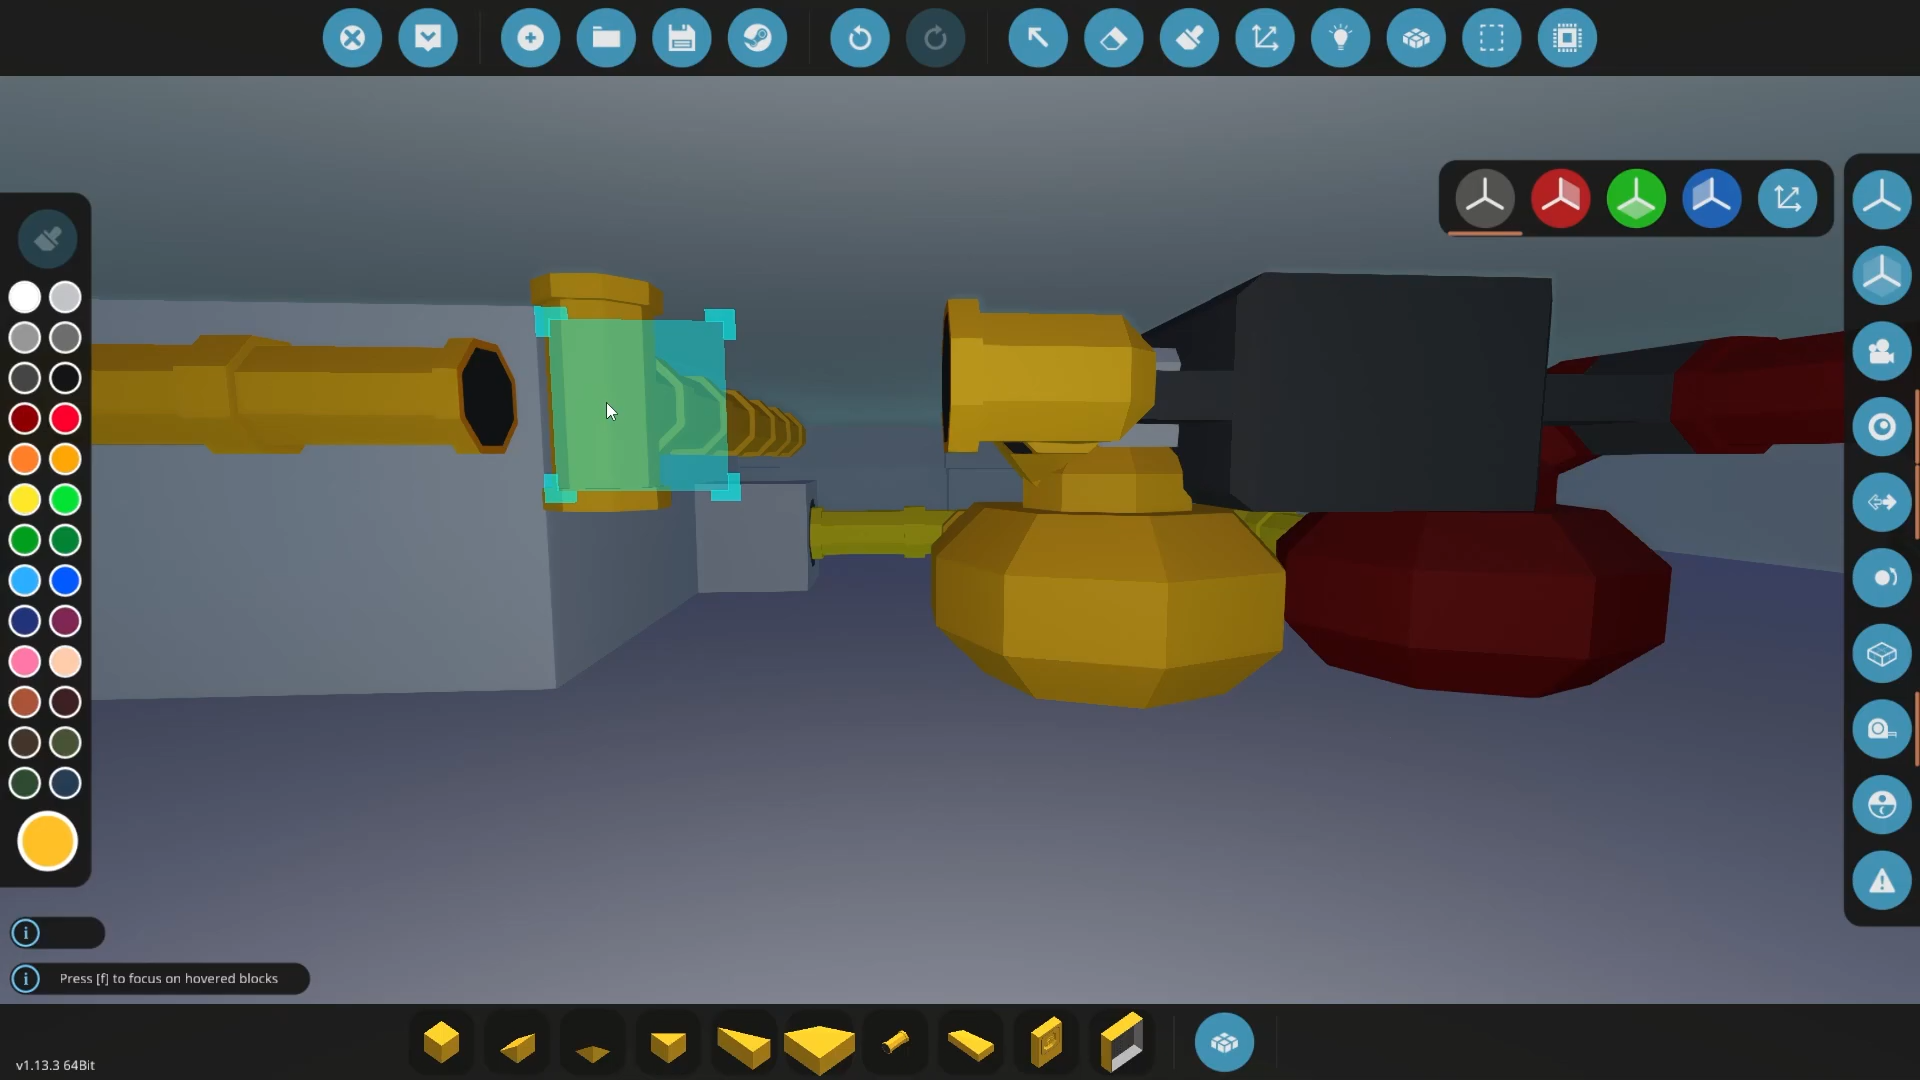 Press [f] to focus on hovered blocks
v1.13.3 64Bit